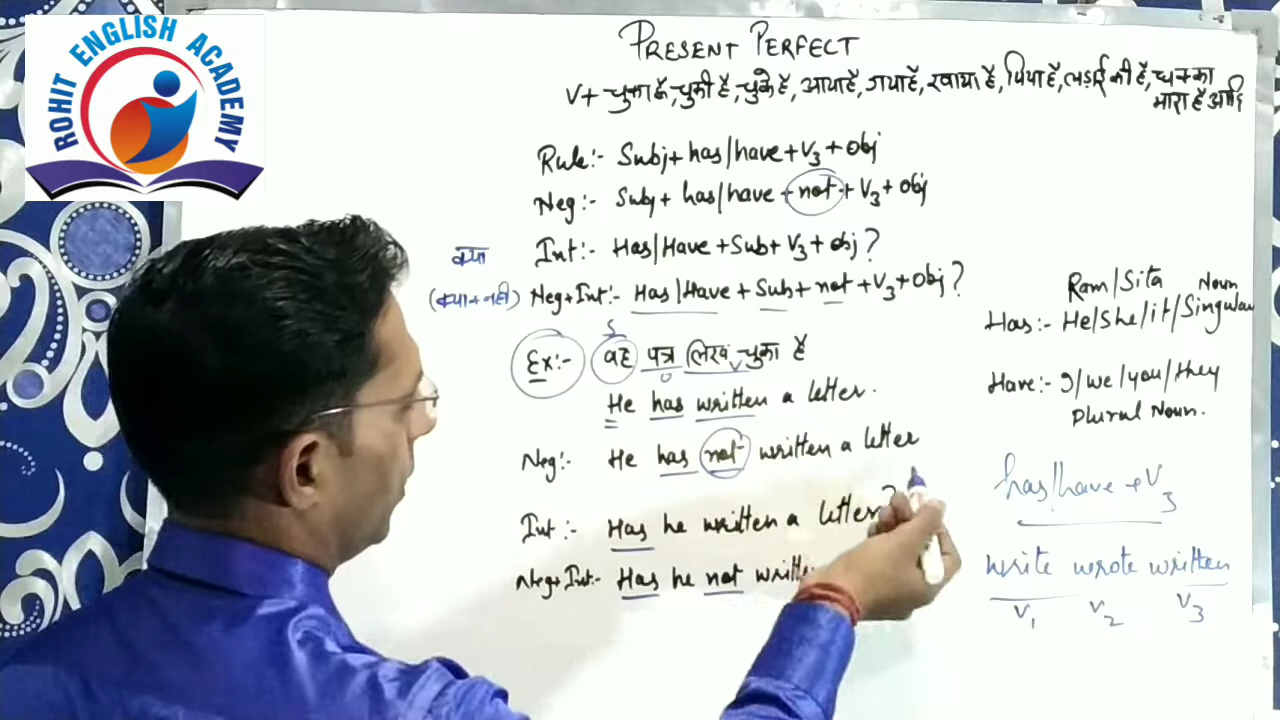 ROHIT ENGLISH ACADEMY
PRESENT PERFECT
V+ चुका है, चुकी है, चुके हैं, आया है, गया है, खाया है, पिया है, लड़ाई की है, धक्का
मारा है आदि
Rule:- Subj+ has/have + V3 + Obj
Neg:- Subj+ has/have + not + V3 + Obj
क्या Int:- Has/Have + Sub + V3 + obj?
(क्या + नहीं) Neg+Int:- Has/Have + Sub + not + V3 + Obj?
Ram/Sita Noun
Has:- He/She/it/Singular
S
Ex:- वह पत्र लिख चुका है
O V
He has written a letter.
Have:- I/we/you/they
Plural Noun.
Neg:- He has not written a letter
has/have + V3
Int:- Has he written a letter?
Neg+Int- Has he not written
write wrote written
V1 V2 V3